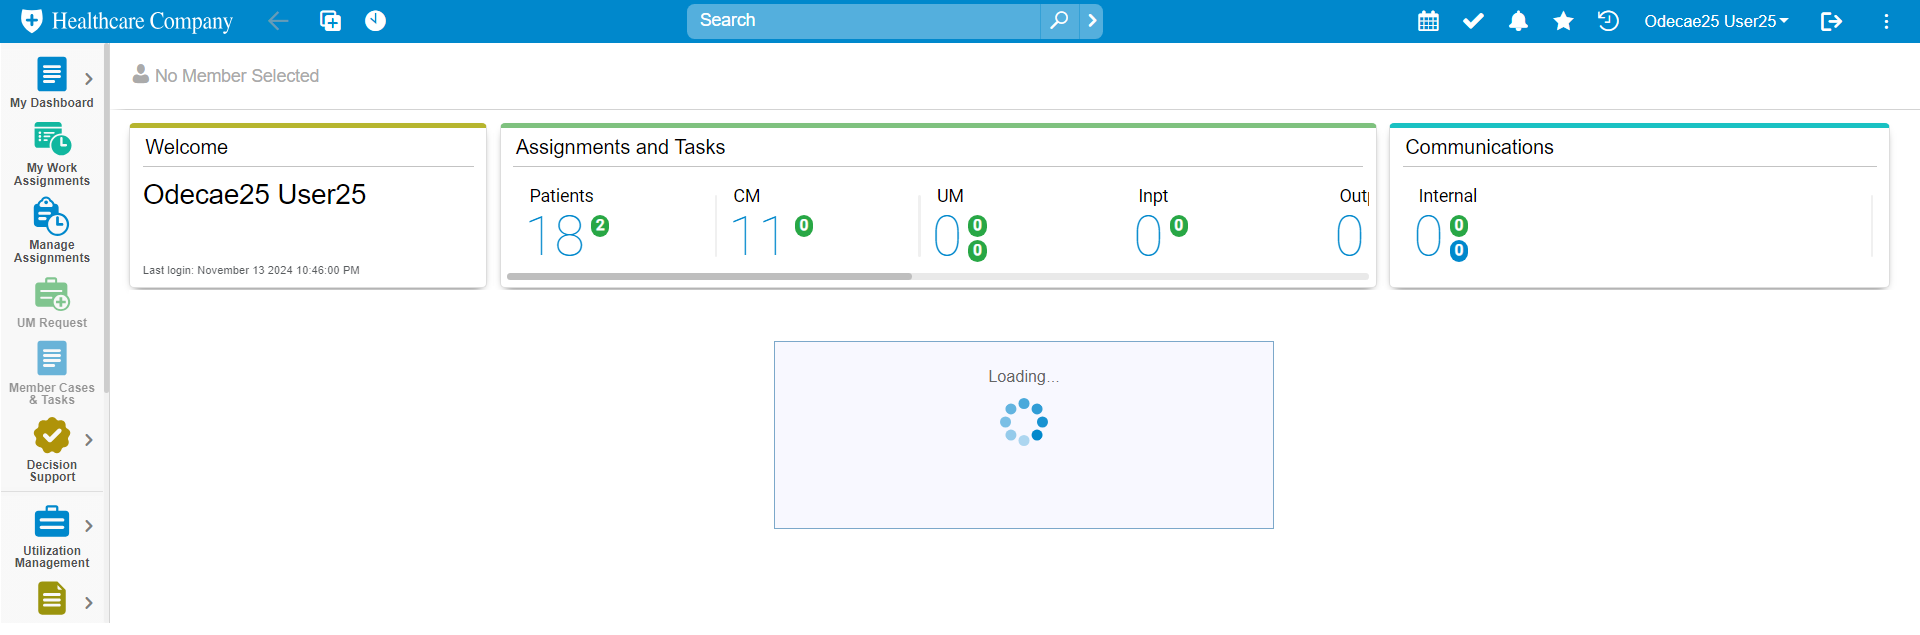 Healthcare Company
Search
Odecae25 User25
No Member Selected
My Dashboard
My Work
Assignments
Manage
Assignments
UM Request
Member Cases
& Tasks
Decision
Support
Utilization
Management
Welcome
Odecae25 User25
Last login: November 13 2024 10:46:00 PM
Assignments and Tasks
Patients
18 2
CM
11 0
UM
0 0
0
Inpt
0 0
Out
0
Communications
Internal
0 0
0
Loading...